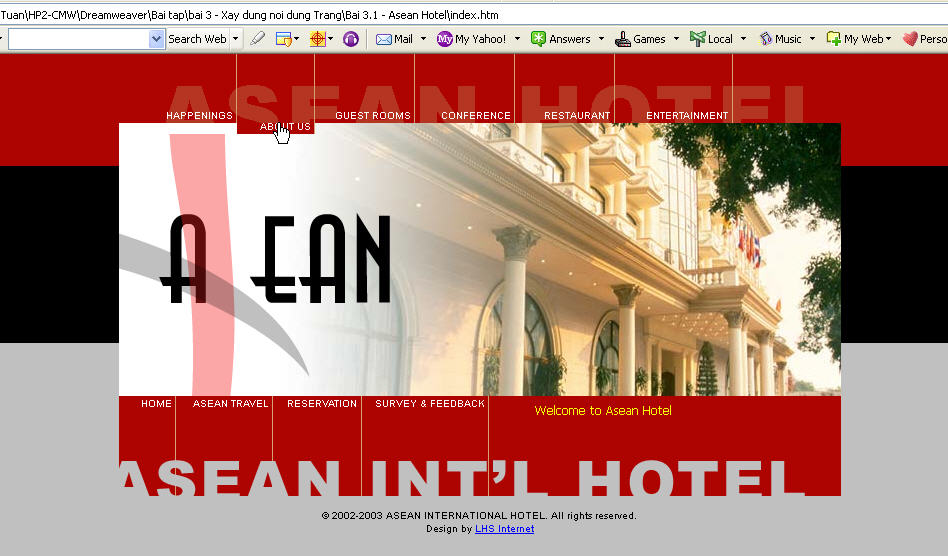 Tuan\HP2-CMW\Dreamweaver\Bai tap\bai 3 - Xay dung noi dung Trang\Bai 3.1 - Asean Hotel\index.htm
Search Web Mail My My Yahoo! Answers Games Local Music My Web Perso
ASEAN HOTEL
HAPPENINGS ABOUT US GUEST ROOMS CONFERENCE RESTAURANT ENTERTAINMENT
A EAN
HOME ASEAN TRAVEL RESERVATION SURVEY & FEEDBACK Welcome to Asean Hotel
ASEAN INT'L HOTEL
© 2002-2003 ASEAN INTERNATIONAL HOTEL. All rights reserved.
Design by LHS Internet